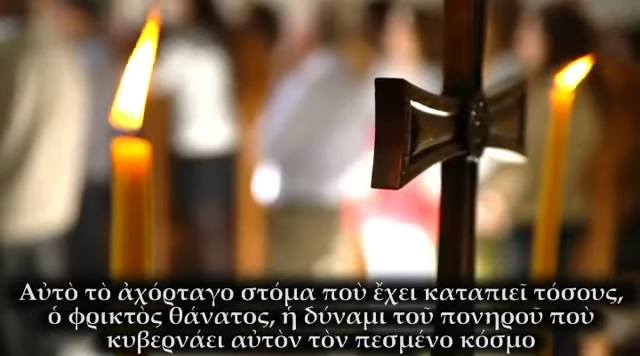 Αὐτὸ τὸ ἀχόρταγο στόμα ποὺ ἔχει καταπιεῖ τόσους,
ὁ φρικτὸς θάνατος, ἡ δύναμι τοῦ πονηροῦ ποὺ
κυβερνάει αὐτὸν τὸν πεσμένο κόσμο